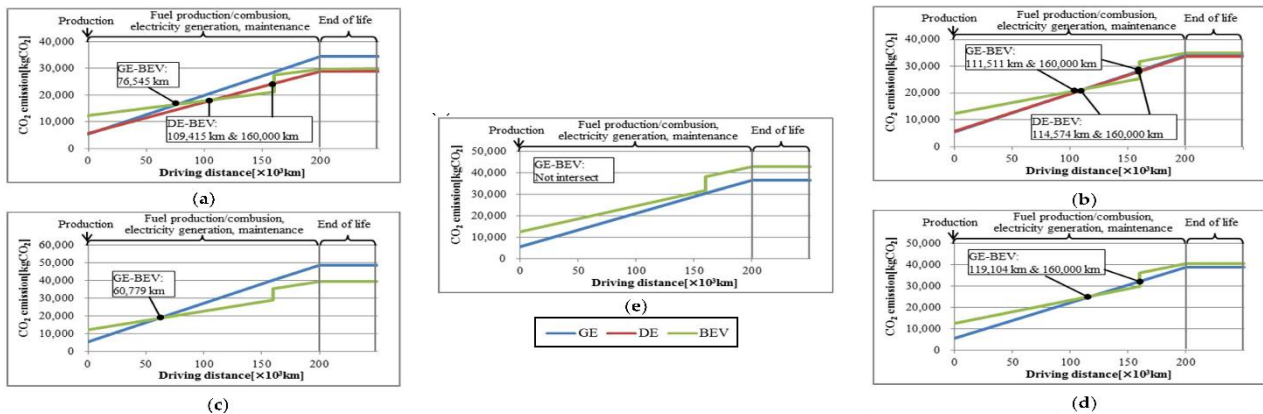 Production
Fuel production/combusion,
electricity generation, maintenance
End of life
CO2 emission[kgCO2]
40,000
30,000
20,000
10,000
0
GE-BEV:
76,545 km
DE-BEV:
109,415 km & 160,000 km
0 50 100 150 200
Driving distance[×10³km]
(a)
Production
Fuel production/combusion,
electricity generation, maintenance
End of life
CO2 emission[kgCO2]
40,000
30,000
20,000
10,000
0
GE-BEV:
111,511 km & 160,000 km
DE-BEV:
114,574 km & 160,000 km
0 50 100 150 200
Driving distance[×10³km]
(b)
Production
Fuel production/combusion,
electricity generation, maintenance
End of life
CO2 emission[kgCO2]
60,000
50,000
40,000
30,000
20,000
10,000
0
GE-BEV:
60,779 km
0 50 100 150 200
Driving distance[×10³km]
(c)
Production
Fuel production/combusion,
electricity generation, maintenance
End of life
CO2 emission[kgCO2]
50,000
40,000
30,000
20,000
10,000
0
GE-BEV:
119,104 km & 160,000 km
0 50 100 150 200
Driving distance[×10³km]
(d)
Production
Fuel production/combusion,
electricity generation, maintenance
End of life
CO2 emission[kgCO2]
50,000
40,000
30,000
20,000
10,000
0
GE-BEV:
Not intersect
0 50 100 150 200
Driving distance[×10³km]
(e)
GE DE BEV